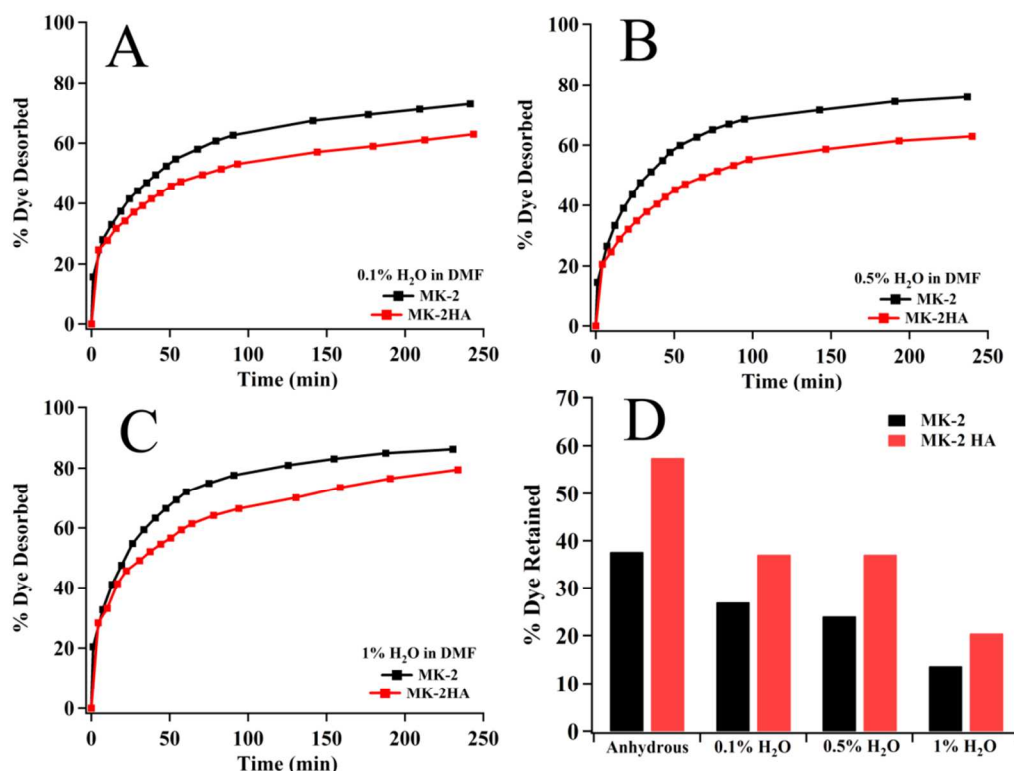 A
100
80
60
40
20
0
% Dye Desorbed
0 50 100 150 200 250
Time (min)
0.1% H₂O in DMF
MK-2
MK-2HA
B
100
80
60
40
20
0
% Dye Desorbed
0 50 100 150 200 250
Time (min)
0.5% H₂O in DMF
MK-2
MK-2HA
C
100
80
60
40
20
0
% Dye Desorbed
0 50 100 150 200 250
Time (min)
1% H₂O in DMF
MK-2
MK-2HA
D
70
60
50
40
30
20
10
0
% Dye Retained
MK-2
MK-2 HA
Anhydrous 0.1% H₂O 0.5% H₂O 1% H₂O